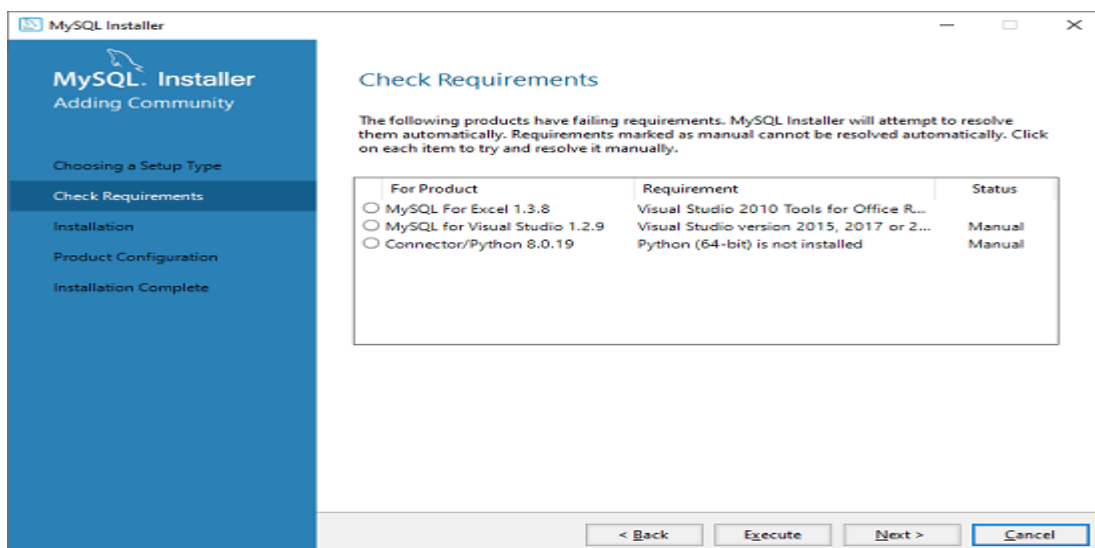 MySQL Installer
MySQL. Installer
Adding Community
Choosing a Setup Type
Check Requirements
Installation
Product Configuration
Installation Complete
Check Requirements
The following products have failing requirements. MySQL Installer will attempt to resolve
them automatically. Requirements marked as manual cannot be resolved automatically. Click
on each item to try and resolve it manually.
For Product Requirement Status
MySQL For Excel 1.3.8 Visual Studio 2010 Tools for Office R...
MySQL for Visual Studio 1.2.9 Visual Studio version 2015, 2017 or 2... Manual
Connector/Python 8.0.19 Python (64-bit) is not installed Manual
< Back Execute Next > Cancel